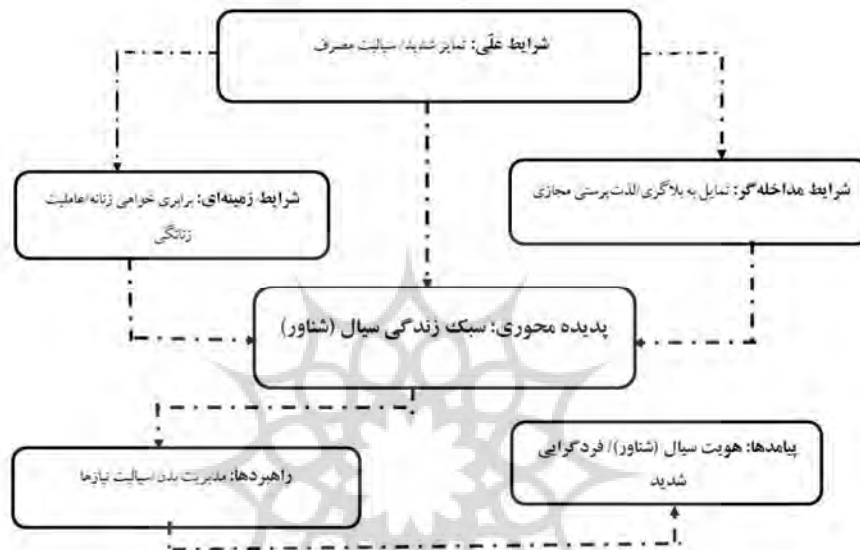 شرایط علّی: تمایز شدید/ سیالیت مصرف
شرایط مداخله‌گر: تمایل به بلاگری/لذت‌پرستی مجازی
شرایط زمینه‌ای: برابری خواهی زنانه/عاملیت
زنانگی
پدیده محوری: سبک زندگی سیال (شناور)
پیامدها: هویت سیال (شناور)/ فردگرایی
شدید
راهبردها: مدیریت بدن/سیالیت نیازها